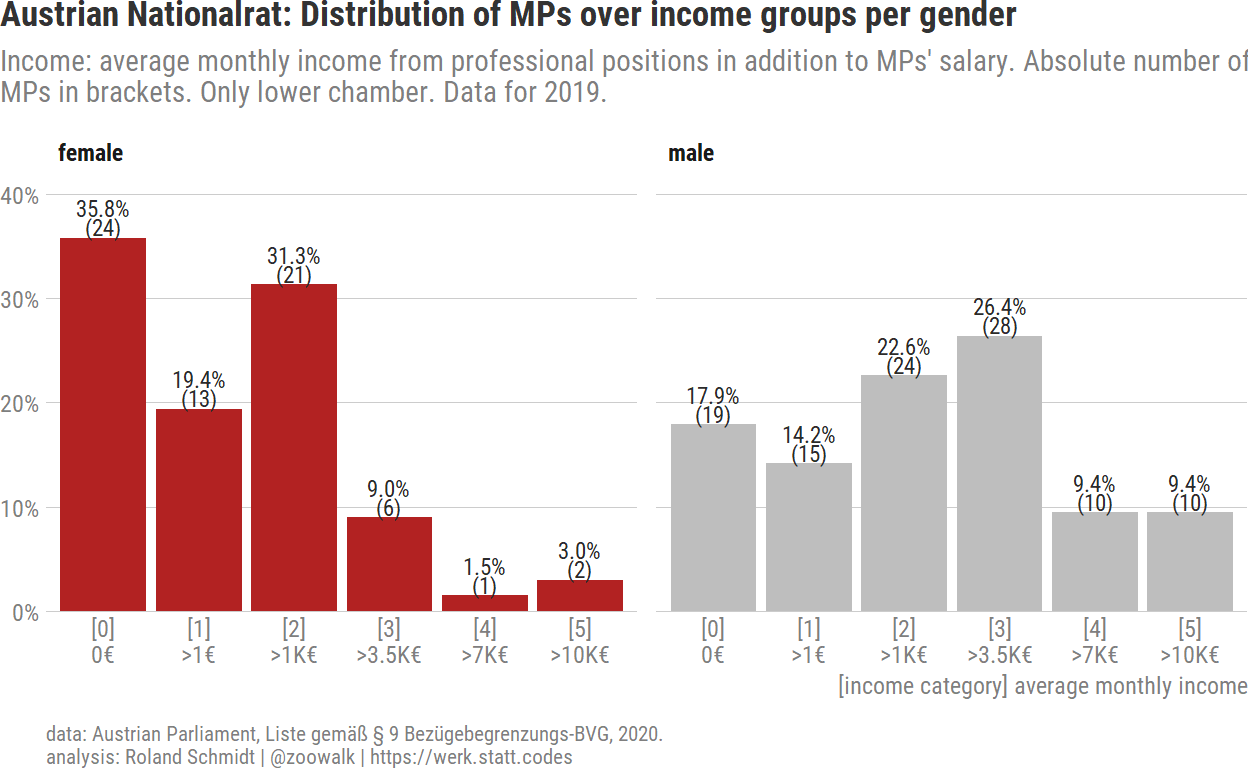 Austrian Nationalrat: Distribution of MPs over income groups per gender
Income: average monthly income from professional positions in addition to MPs' salary. Absolute number of
MPs in brackets. Only lower chamber. Data for 2019.
female
40%
30%
20%
10%
0%
35.8%
(24)
19.4%
(13)
31.3%
(21)
9.0%
(6)
1.5%
(1)
3.0%
(2)
[0] [1] [2] [3] [4] [5]
0€ >1€ >1K€ >3.5K€ >7K€ >10K€
male
17.9%
(19)
14.2%
(15)
22.6%
(24)
26.4%
(28)
9.4%
(10)
9.4%
(10)
[0] [1] [2] [3] [4] [5]
0€ >1€ >1K€ >3.5K€ >7K€ >10K€
[income category] average monthly income
data: Austrian Parliament, Liste gemäß § 9 Bezügebegrenzungs-BVG, 2020.
analysis: Roland Schmidt | @zoowalk | https://werk.statt.codes